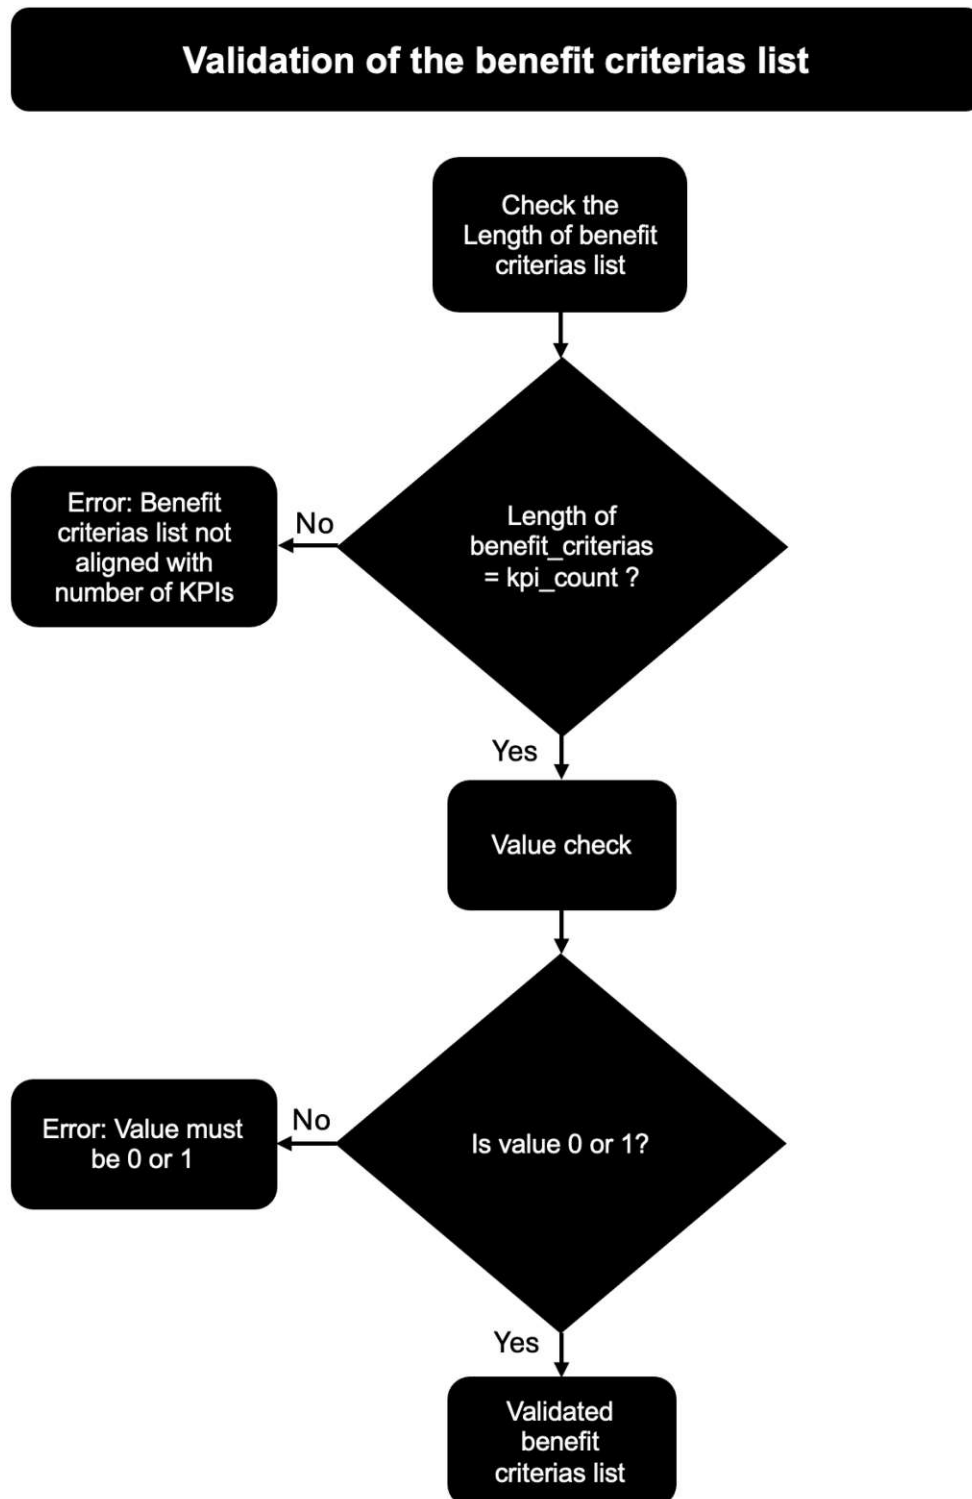 Validation of the benefit criterias list
Check the
Length of benefit
criterias list
Length of
benefit_criterias
= kpi_count ?
No
Error: Benefit
criterias list not
aligned with
number of KPIs
Yes
Value check
Is value 0 or 1?
No
Error: Value must
be 0 or 1
Yes
Validated
benefit
criterias list